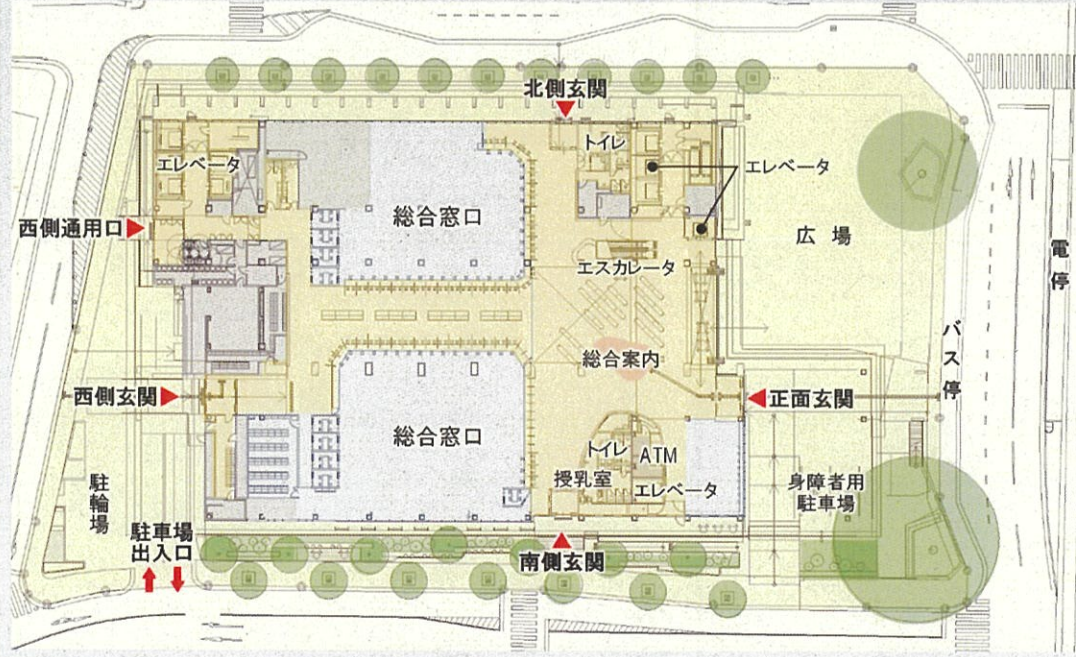 北側玄関
トイレ
エレベータ
エレベータ
西側通用口
総合窓口
広場
エスカレータ
電停
バス停
総合案内
西側玄関
正面玄関
総合窓口
トイレ
ATM
授乳室
エレベータ
身障者用
駐車場
駐輪場
駐車場
出入口
南側玄関